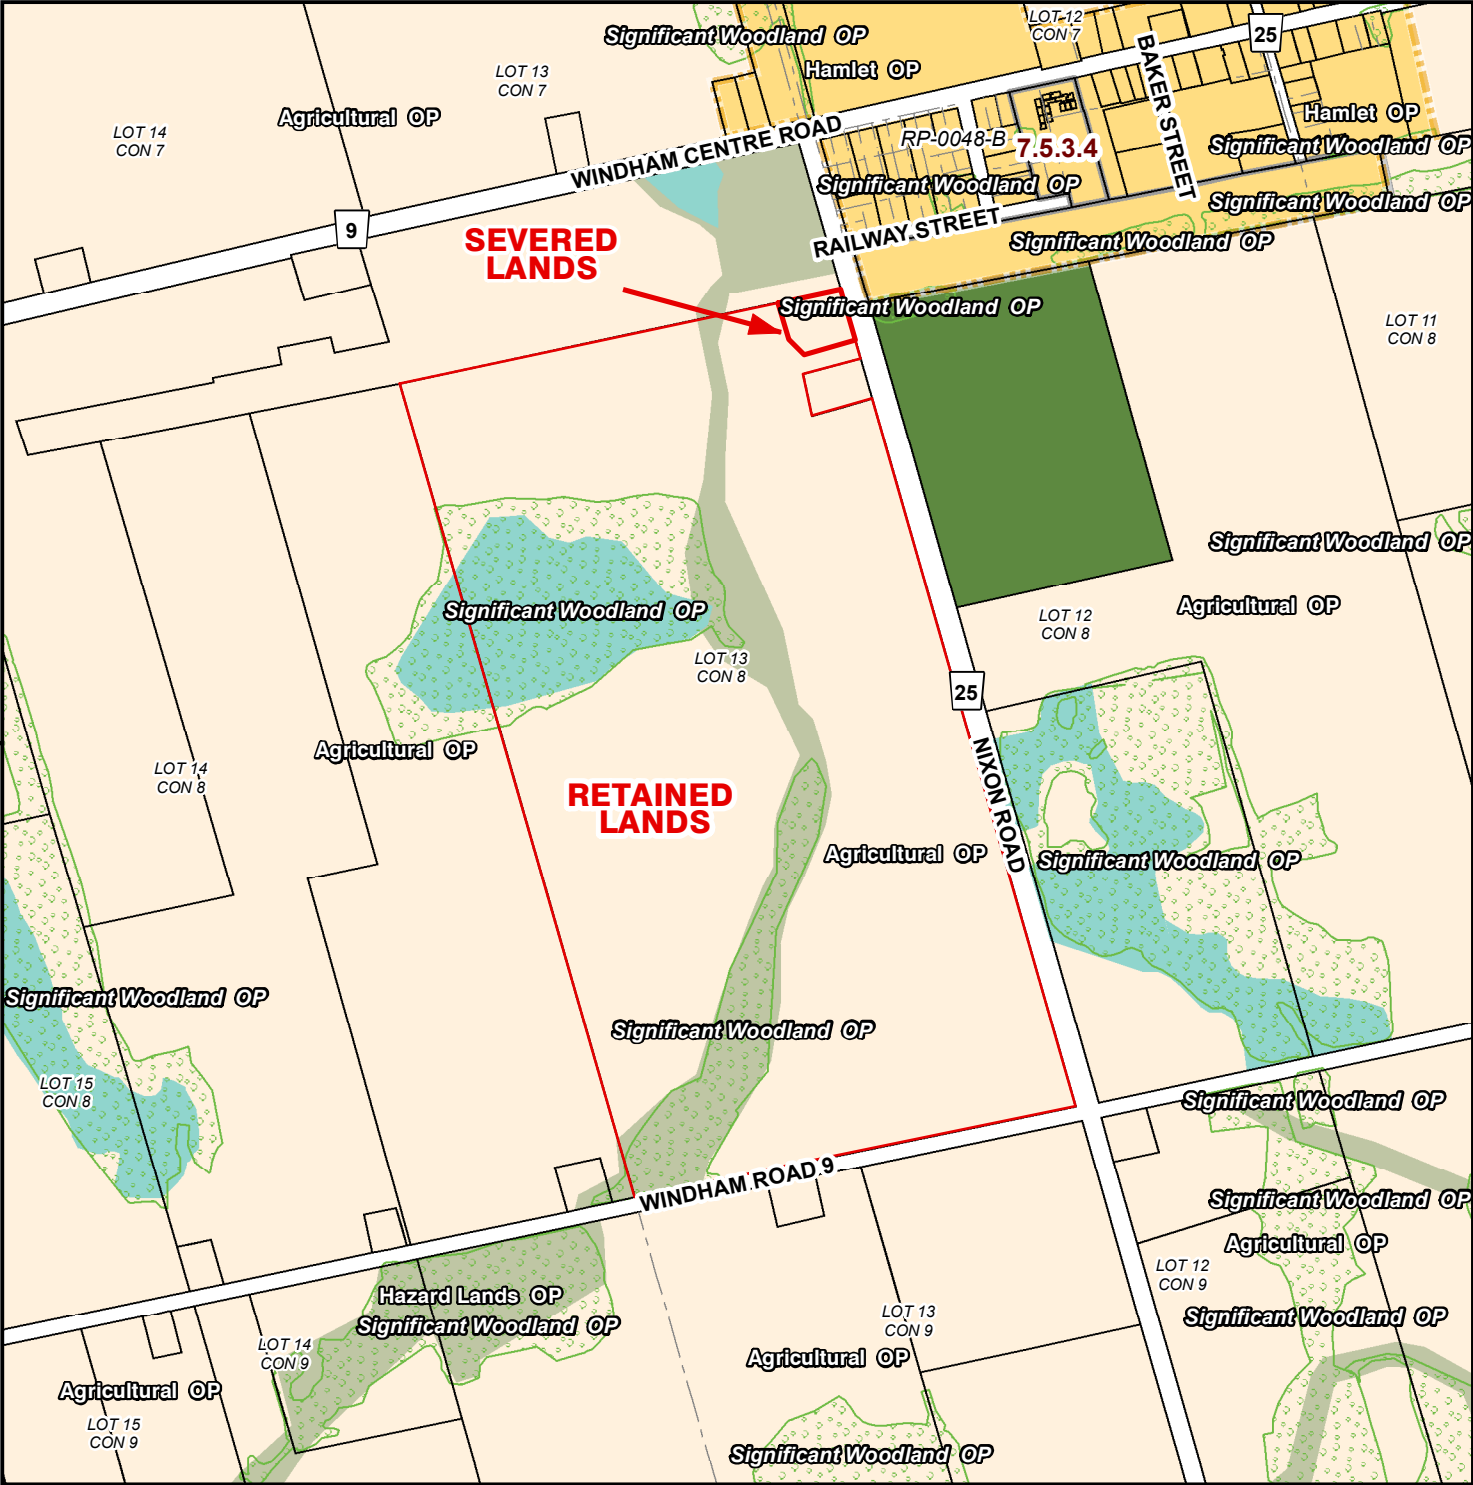 LOT 12
CON 7
Significant Woodland OP
25
Hamlet OP
LOT 13
CON 7
BAKER STREET
Agricultural OP
Hamlet OP
LOT 14
CON 7
WINDHAM CENTRE ROAD
RP-0048-B
7.5.3.4
Significant Woodland OP
Significant Woodland OP
Significant Woodland OP
9
RAILWAY STREET
SEVERED
LANDS
Significant Woodland OP
Significant Woodland OP
LOT 11
CON 8
Significant Woodland OP
Significant Woodland OP
Agricultural OP
LOT 12
CON 8
LOT 13
CON 8
25
Agricultural OP
LOT 14
CON 8
NIXON ROAD
RETAINED
LANDS
Agricultural OP
Significant Woodland OP
Significant Woodland OP
Significant Woodland OP
LOT 15
CON 8
Significant Woodland OP
WINDHAM ROAD 9
Significant Woodland OP
Agricultural OP
LOT 12
CON 9
Hazard Lands OP
Significant Woodland OP
LOT 13
CON 9
Significant Woodland OP
LOT 14
CON 9
Agricultural OP
Agricultural OP
LOT 15
CON 9
Significant Woodland OP